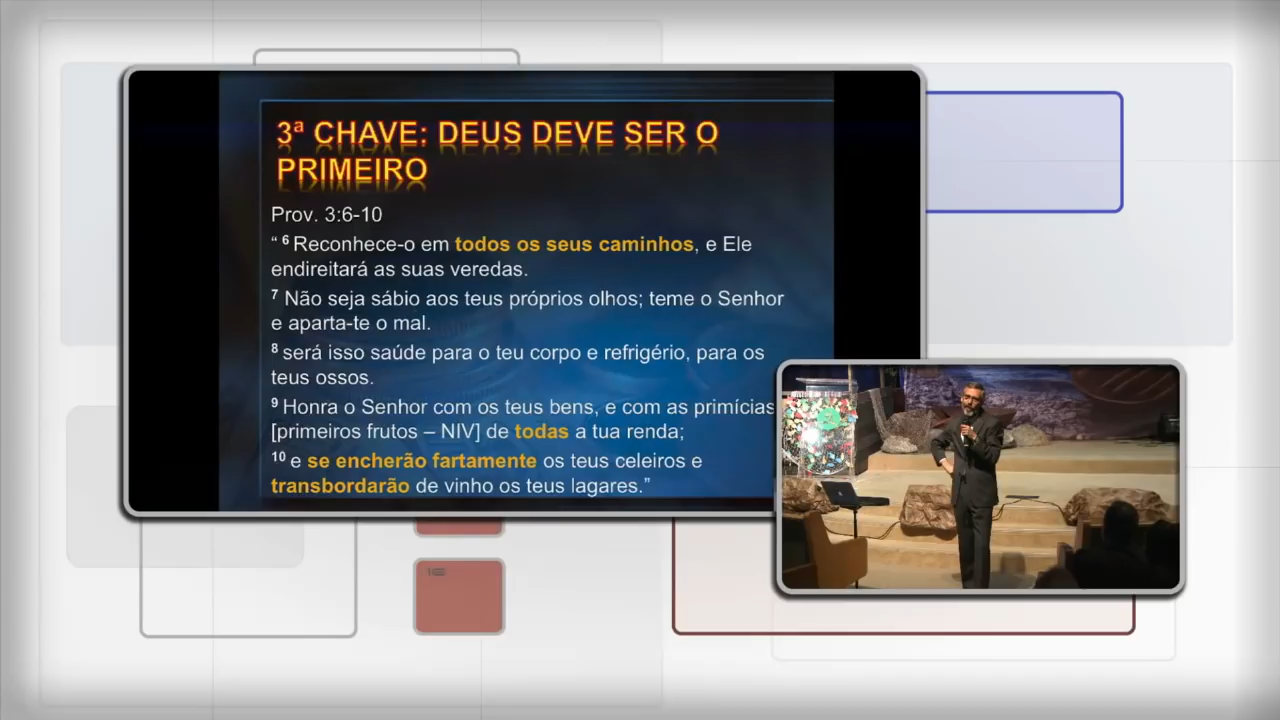 3ª CHAVE: DEUS DEVE SER O
PRIMEIRO
Prov. 3:6-10
“ 6 Reconhece-o em todos os seus caminhos, e Ele
endireitará as suas veredas.
7 Não seja sábio aos teus próprios olhos; teme o Senhor
e aparta-te o mal.
8 será isso saúde para o teu corpo e refrigério, para os
teus ossos.
9 Honra o Senhor com os teus bens, e com as primícias
[primeiros frutos – NIV] de todas a tua renda;
10 e se encherão fartamente os teus celeiros e
transbordarão de vinho os teus lagares.”